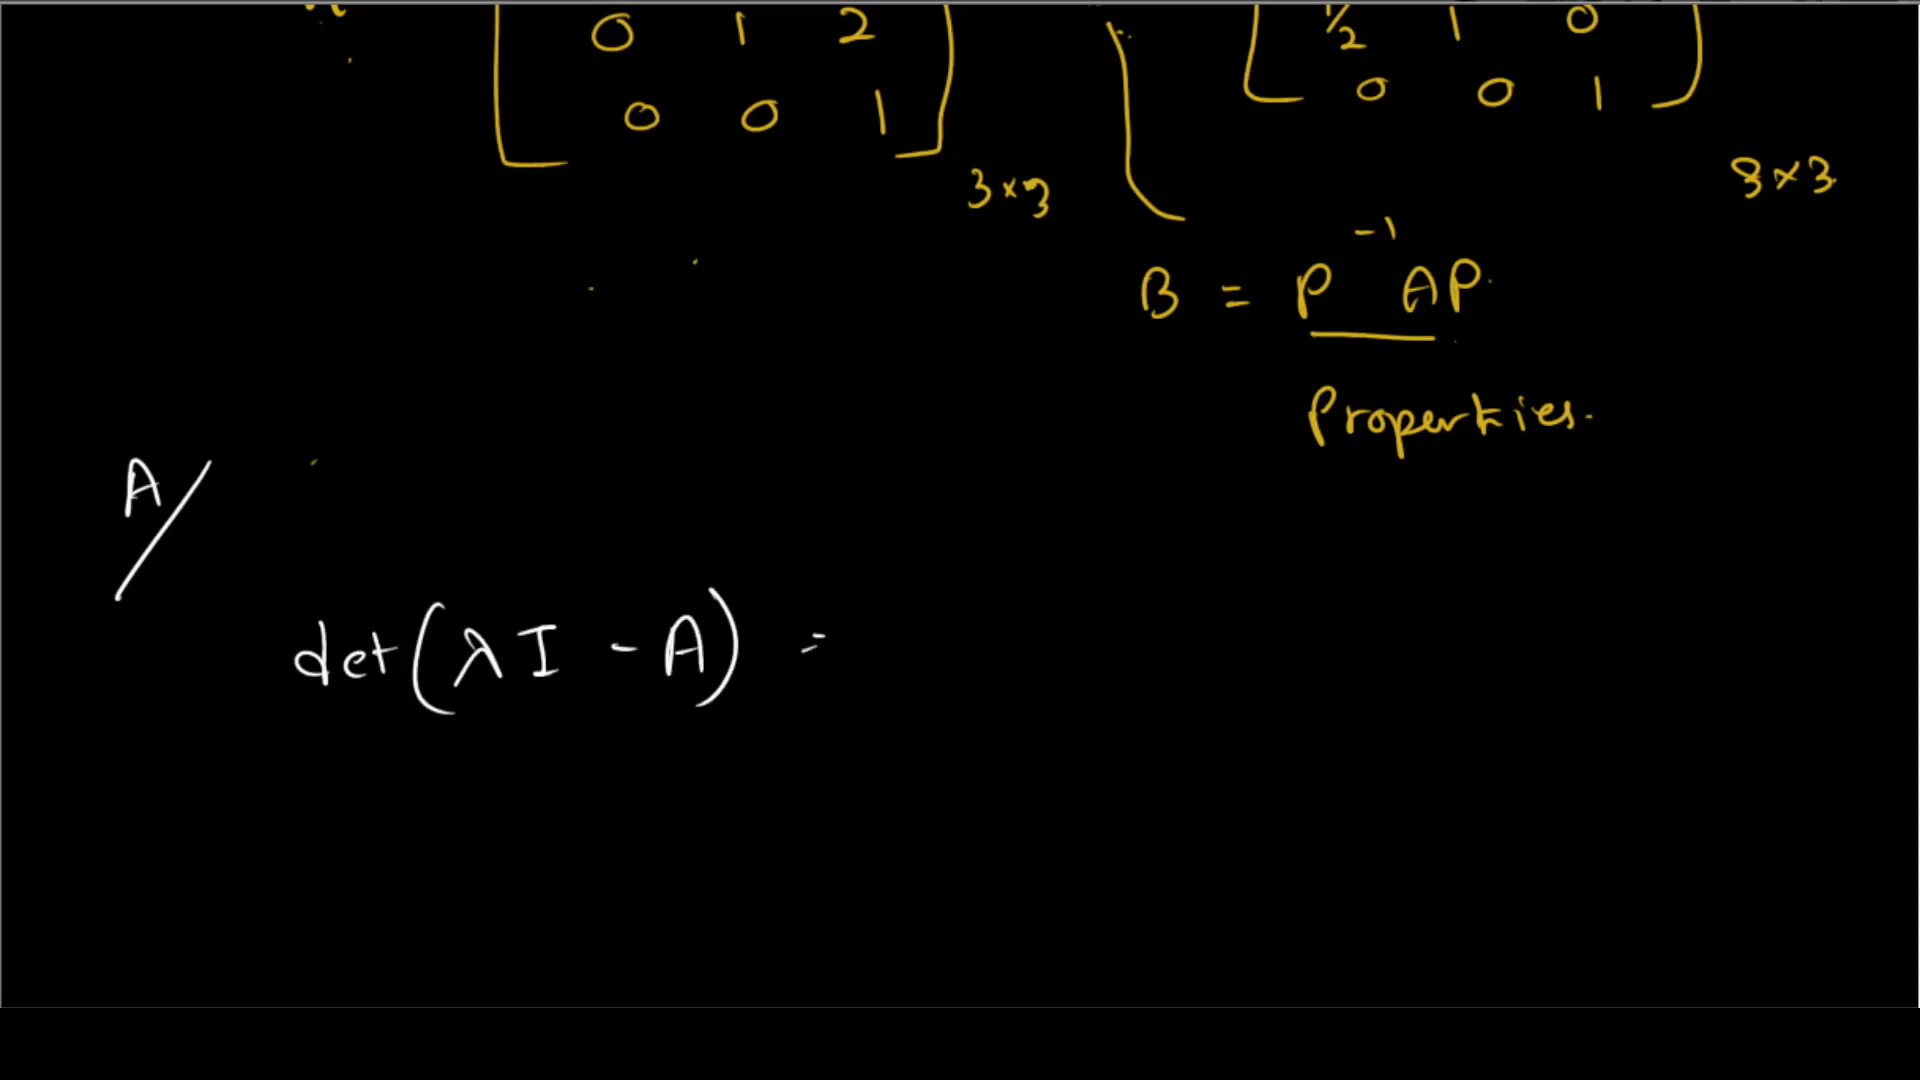 0 1 2
0 0 1
3×3
1/2 1 0
0 0 1
3×3
B = P⁻¹AP
Properties.
A/
det(λI - A) =